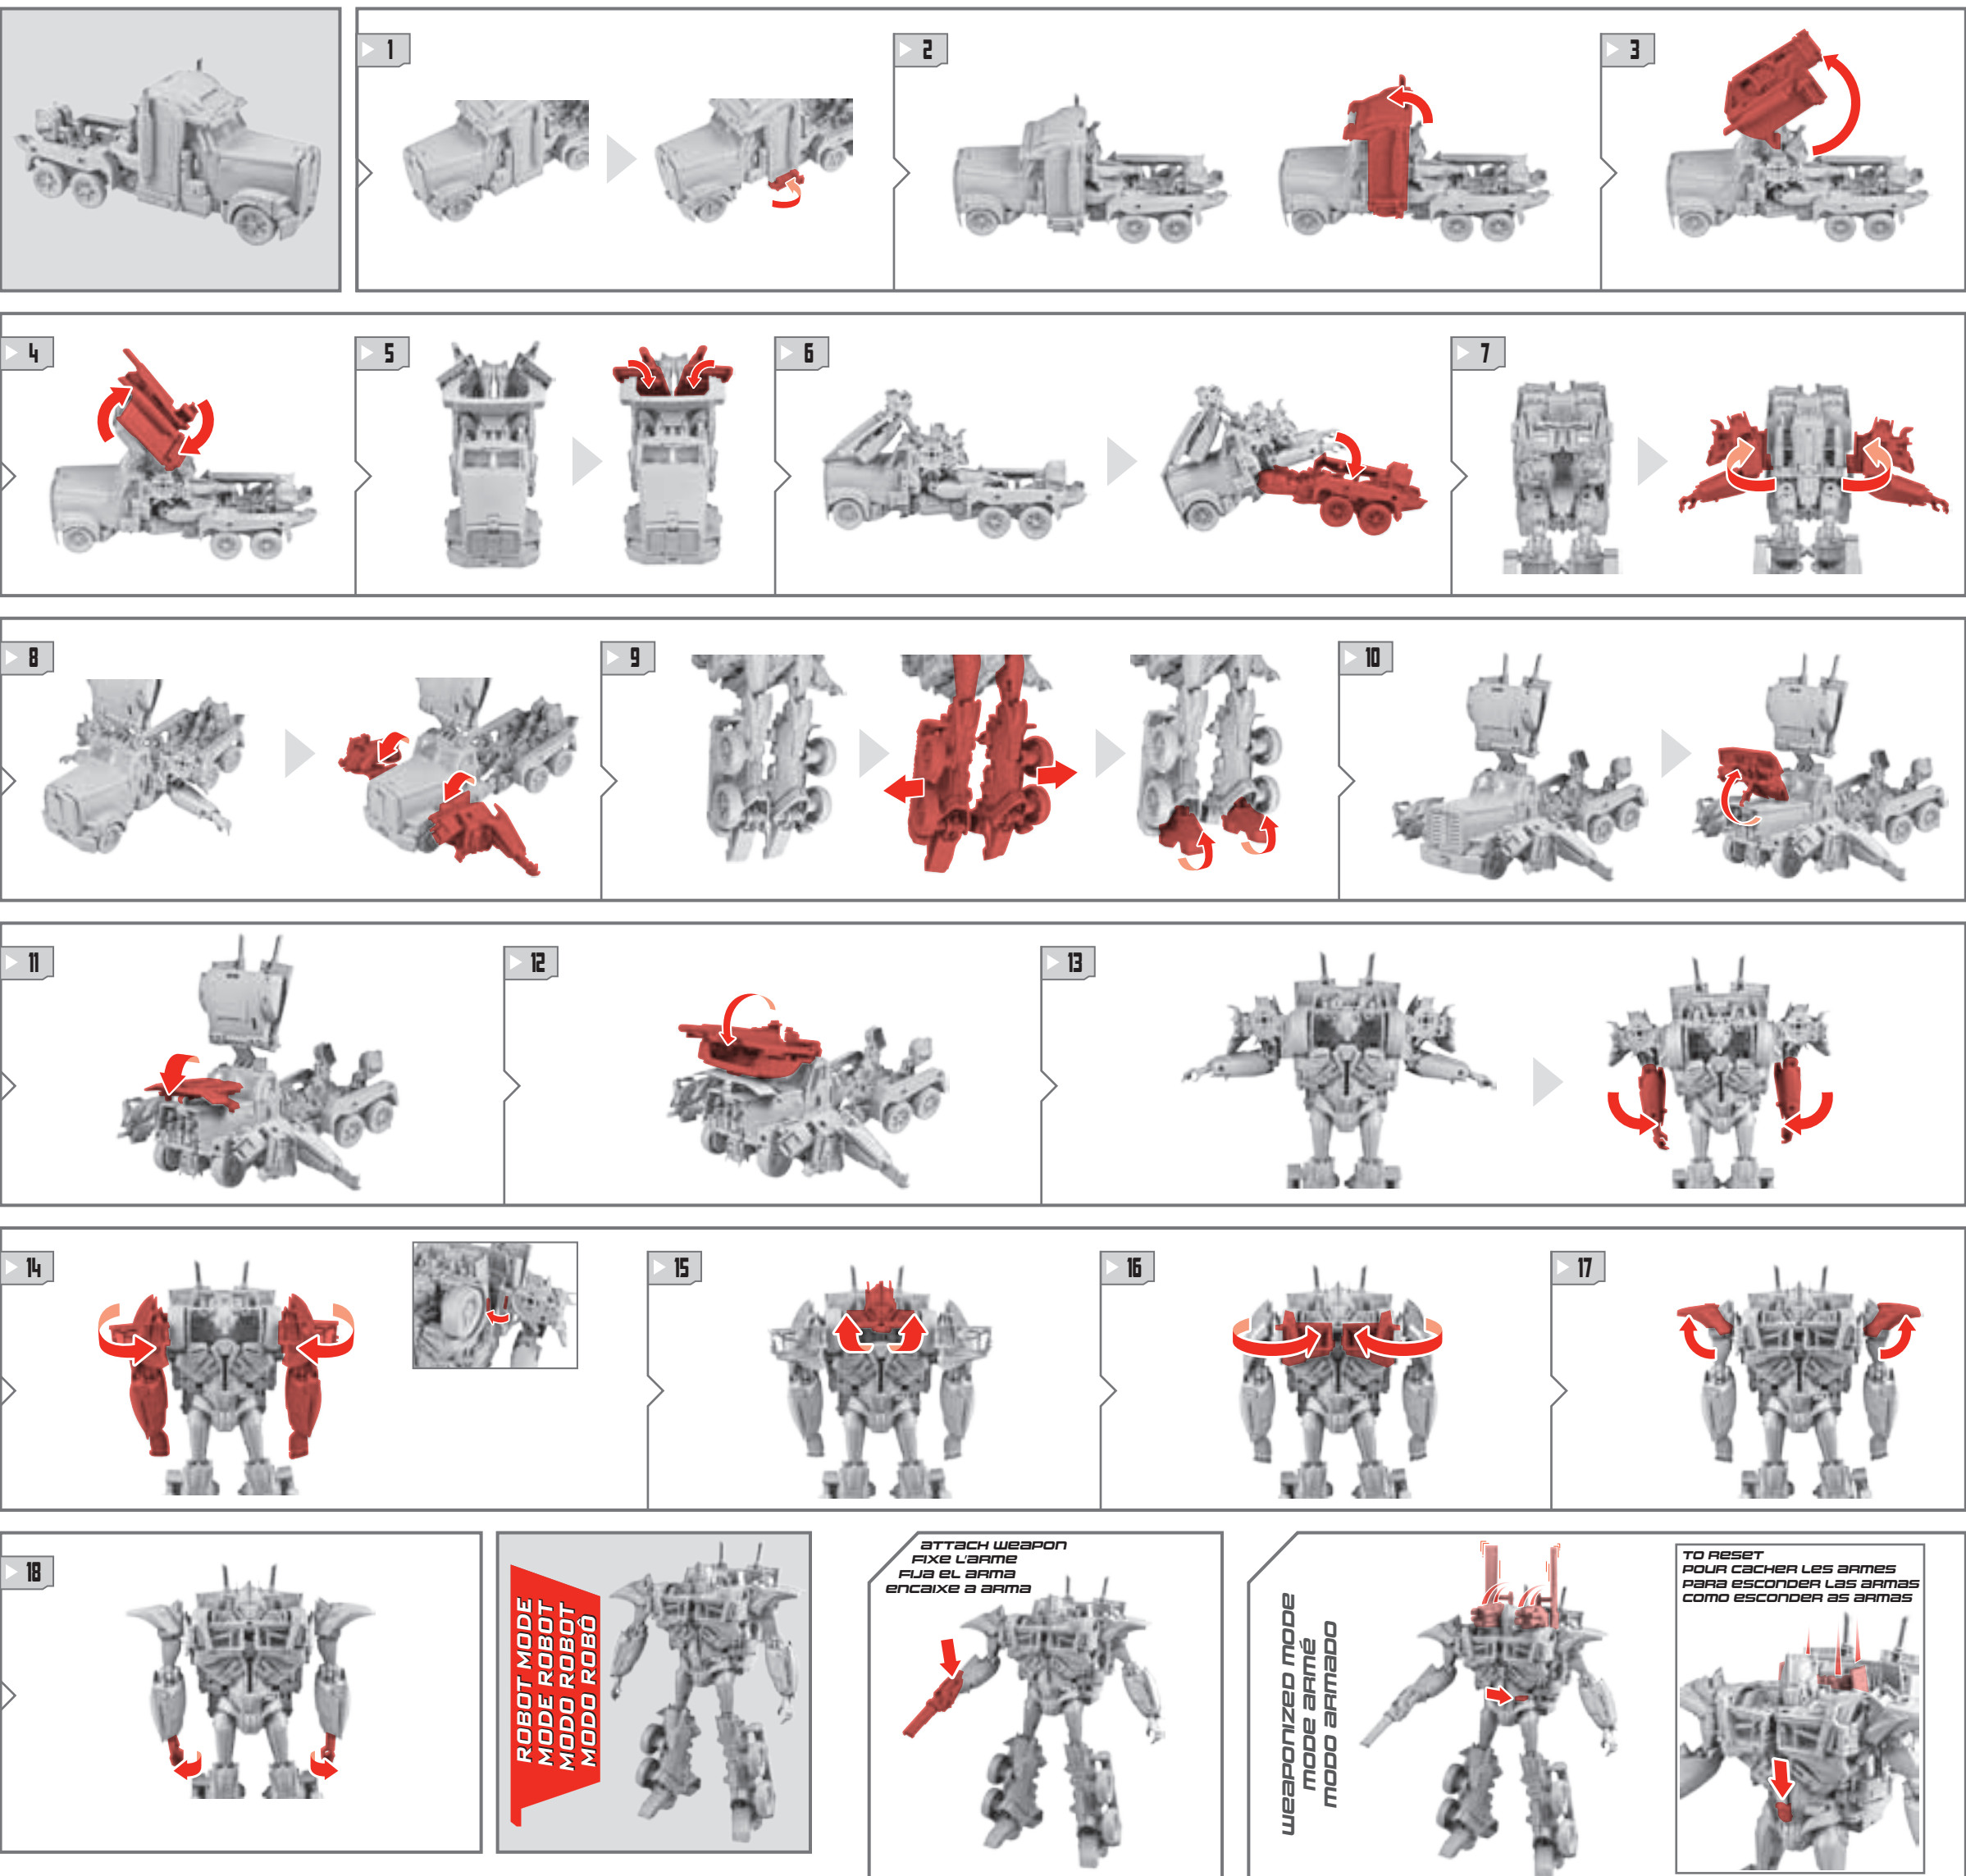 1
2
3
4
5
6
7
8
9
10
11
12
13
14
15
16
17
18
ROBOT MODE
MODE ROBOT
MODO ROBOT
MODO ROBÔ
ATTACH WEAPON
FIXE L'ARME
FIJA EL ARMA
ENCAIXE A ARMA
WEAPONIZED MODE
MODE ARMÉ
MODO ARMADO
TO RESET
POUR CACHER LES ARMES
PARA ESCONDER LAS ARMAS
COMO ESCONDER AS ARMAS